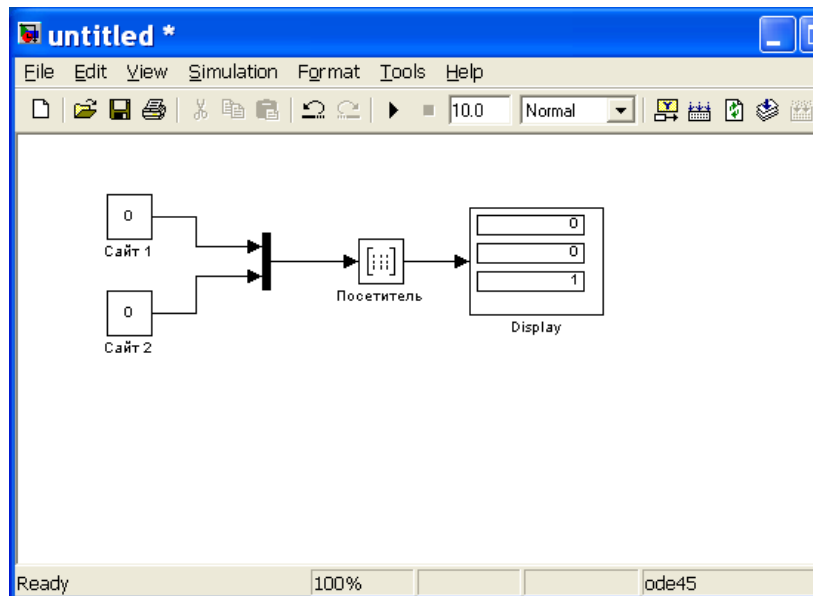 untitled *
File Edit View Simulation Format Tools Help
10.0 Normal
0
Сайт 1
0
Сайт 2
Посетитель
0
0
1
Display
Ready 100% ode45